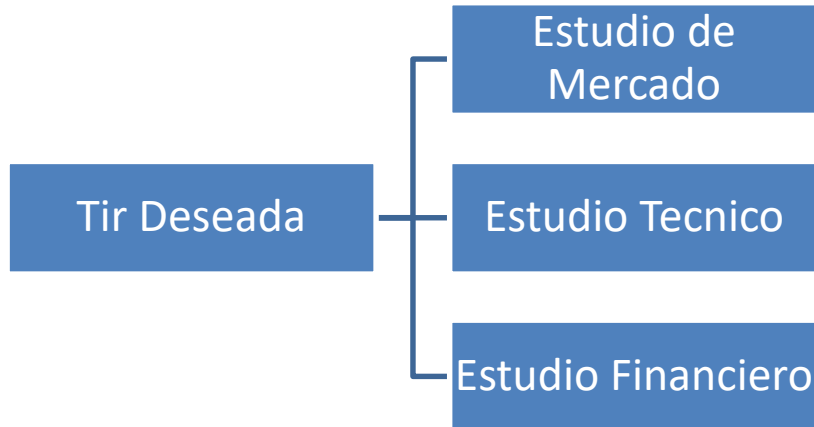 Estudio de
Mercado
Tir Deseada
Estudio Tecnico
Estudio Financiero